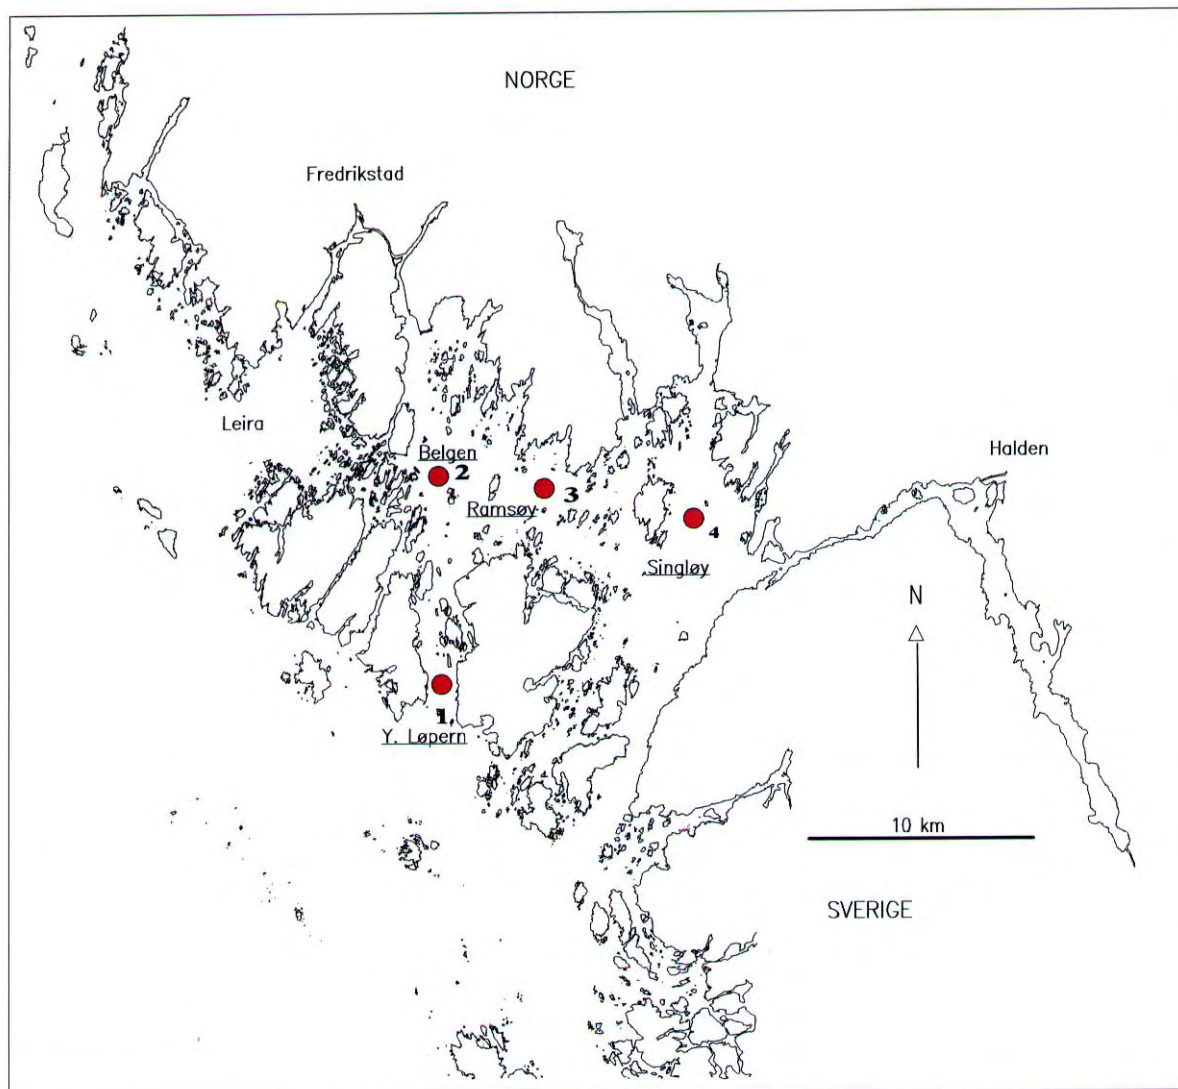 NORGE
Fredrikstad
Leira
Belgen
2
Ramsøy
3
Halden
4
Singløy
N
1
Y. Løpern
10 km
SVERIGE